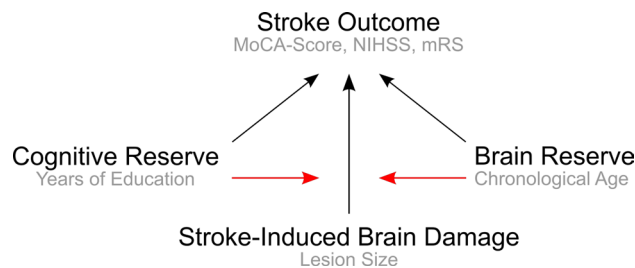 Stroke Outcome
MoCA-Score, NIHSS, mRS
Cognitive Reserve
Years of Education
Brain Reserve
Chronological Age
Stroke-Induced Brain Damage
Lesion Size